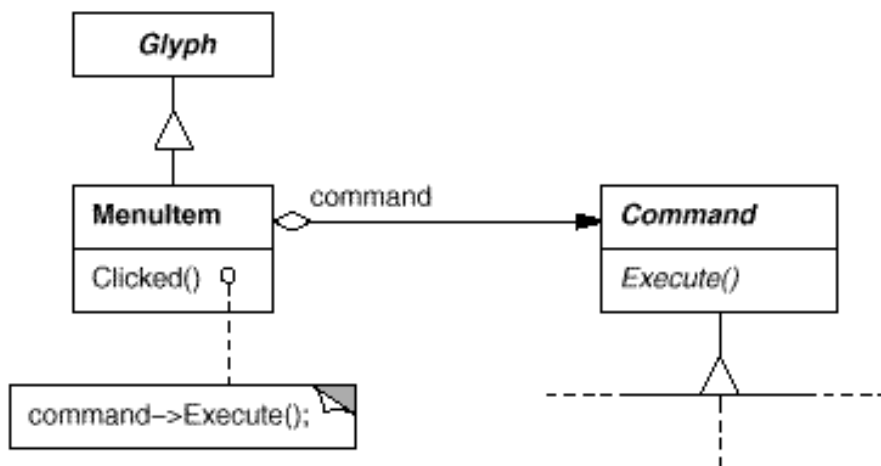 Glyph
MenuItem
command
Command
Clicked()
Execute()
command->Execute();